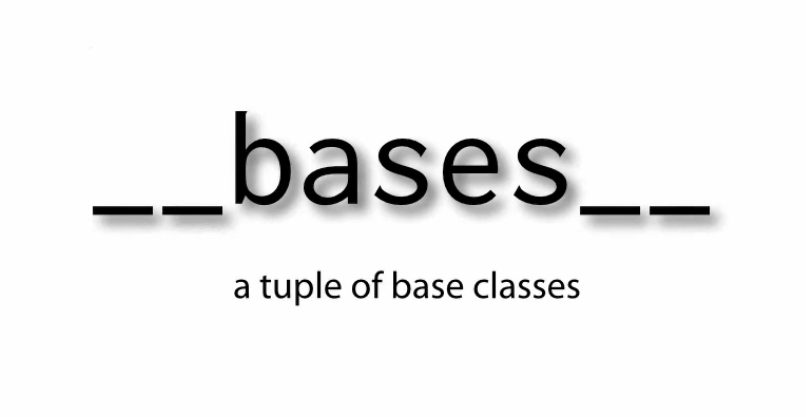 __bases__
a tuple of base classes